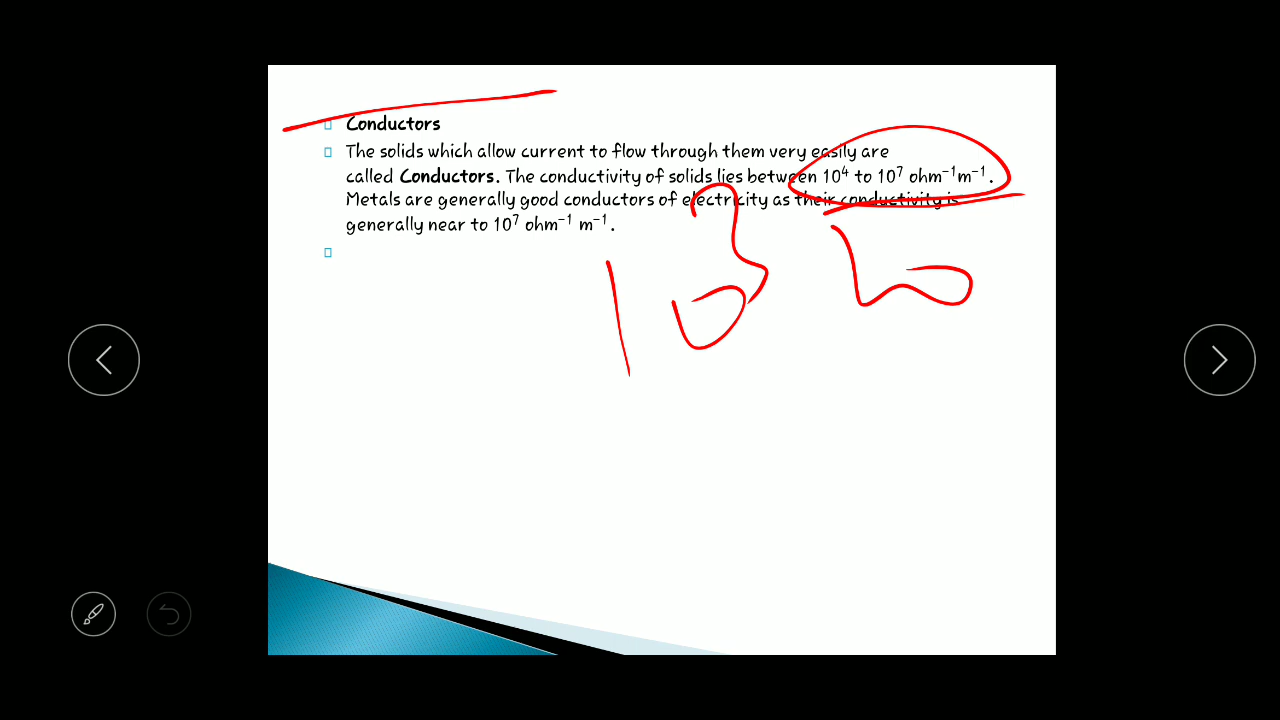 Conductors
The solids which allow current to flow through them very easily are
called Conductors. The conductivity of solids lies between 10⁴ to 10⁷ ohm⁻¹m⁻¹.
Metals are generally good conductors of electricity as their conductivity is
generally near to 10⁷ ohm⁻¹ m⁻¹.
10³